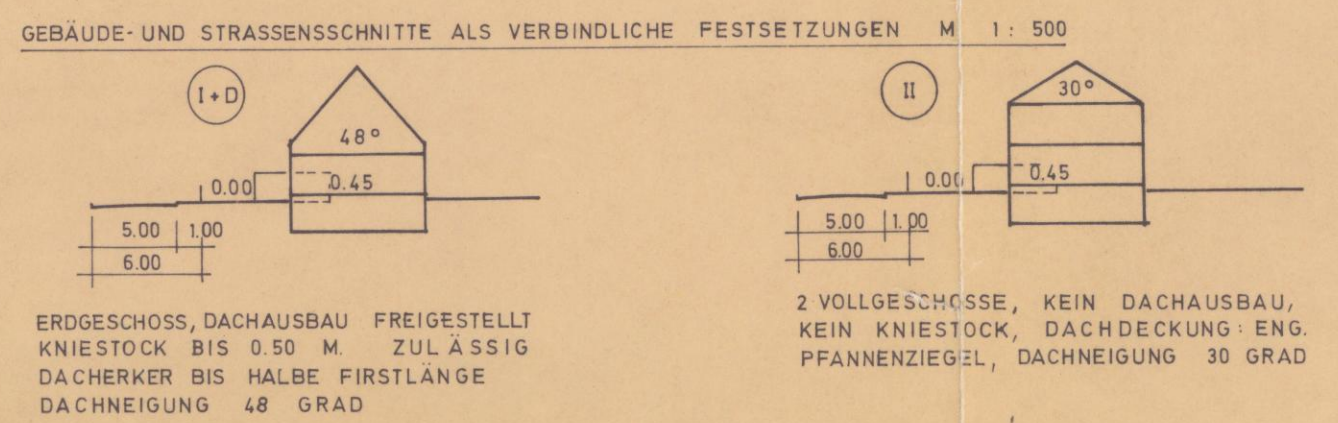 GEBÄUDE- UND STRASSENSSCHNITTE ALS VERBINDLICHE FESTSETZUNGEN M 1 : 500
I + D
48°
0.00
0.45
5.00
1.00
6.00
ERDGESCHOSS, DACHAUSBAU FREIGESTELLT
KNIESTOCK BIS 0.50 M. ZULÄSSIG
DACHERKER BIS HALBE FIRSTLÄNGE
DACHNEIGUNG 48 GRAD
II
30°
0.00
0.45
5.00
1.00
6.00
2 VOLLGESCHOSSE, KEIN DACHAUSBAU,
KEIN KNIESTOCK, DACHDECKUNG: ENG.
PFANNENZIEGEL, DACHNEIGUNG 30 GRAD